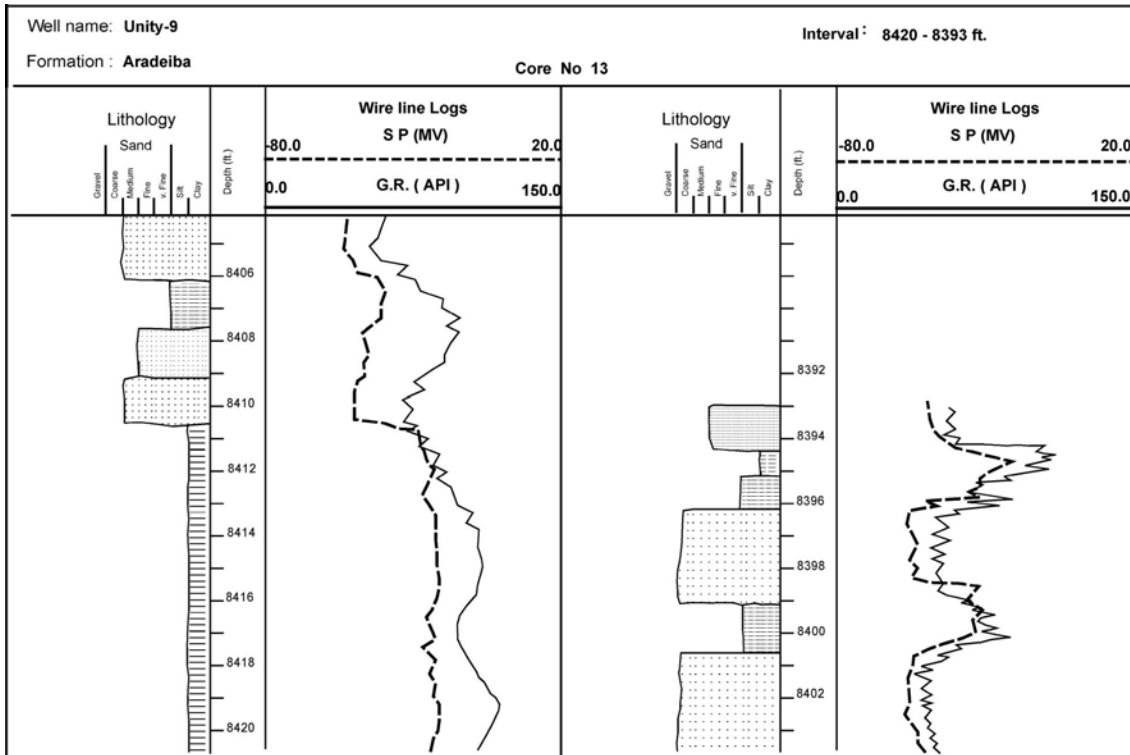 Well name: Unity-9
Interval : 8420 - 8393 ft.
Formation : Aradeiba
Core No 13
Lithology
Sand
Gravel
Coarse
Medium
Fine
v. Fine
Silt
Clay
Depth (ft.)
Wire line Logs
S P (MV)
-80.0 20.0
G.R. ( API )
0.0 150.0
8406
8408
8410
8412
8414
8416
8418
8420
Lithology
Sand
Gravel
Coarse
Medium
Fine
v. Fine
Silt
Clay
Depth (ft.)
Wire line Logs
S P (MV)
-80.0 20.0
G.R. ( API )
0.0 150.0
8392
8394
8396
8398
8400
8402